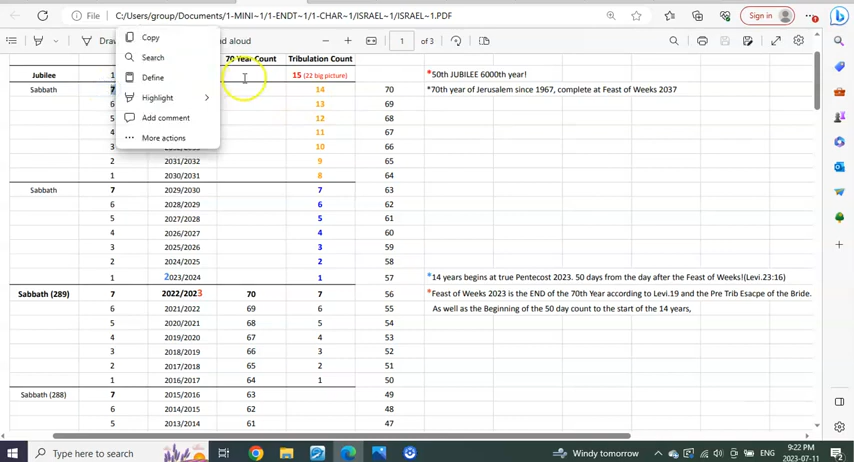 File C:/Users/group/Documents/1-MINI~1/1-ENDT~1/1-CHAR~1/ISRAEL~1/ISRAEL~1.PDF Sign in
Draw ud aloud 1 of 3
Copy
Search
Define
Highlight
Add comment
More actions
70 Year Count Tribulation Count
Jubilee 1 15 (22 big picture) *50th JUBILEE 6000th year!
Sabbath 7 14 70 *70th year of Jerusalem since 1967, complete at Feast of Weeks 2037
6 13 69
5 12 68
4 11 67
3 10 66
2 2031/2032 9 65
1 2030/2031 8 64
Sabbath 7 2029/2030 7 63
6 2028/2029 6 62
5 2027/2028 5 61
4 2026/2027 4 60
3 2025/2026 3 59
2 2024/2025 2 58
1 2023/2024 1 57 *14 years begins at true Pentecost 2023. 50 days from the day after the Feast of Weeks!(Levi.23:16)
Sabbath (289) 7 2022/2023 70 7 56 *Feast of Weeks 2023 is the END of the 70th Year according to Levi.19 and the Pre Trib Esacpe of the Bride.
6 2021/2022 69 6 55 As well as the Beginning of the 50 day count to the start of the 14 years,
5 2020/2021 68 5 54
4 2019/2020 67 4 53
3 2018/2019 66 3 52
2 2017/2018 65 2 51
1 2016/2017 64 1 50
Sabbath (288) 7 2015/2016 63 49
6 2014/2015 62 48
5 2013/2014 61 47
Type here to search Windy tomorrow ENG 9:22 PM
2023-07-11